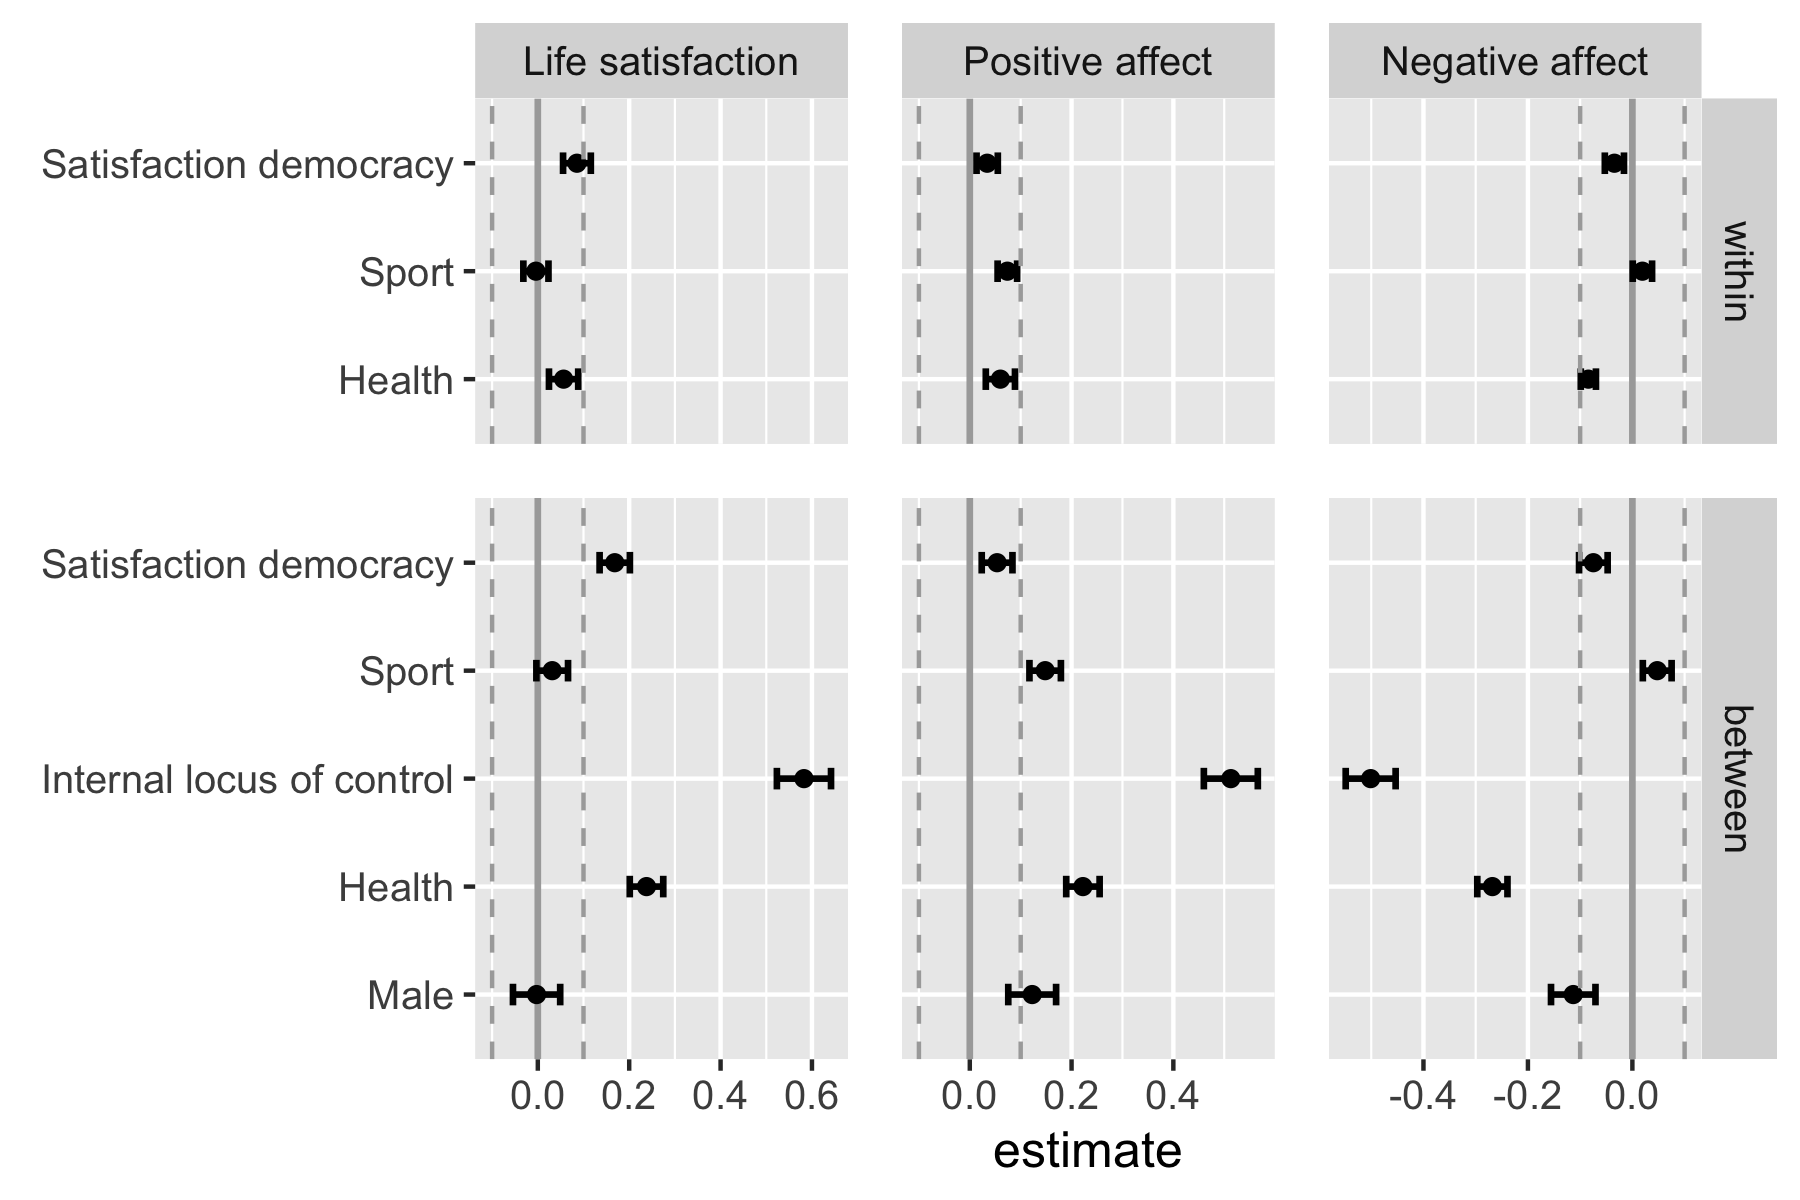 Life satisfaction
Positive affect
Negative affect
Satisfaction democracy
Sport
Health
within
Satisfaction democracy
Sport
Internal locus of control
Health
Male
between
0.0 0.2 0.4 0.6
0.0 0.2 0.4
-0.4 -0.2 0.0
estimate